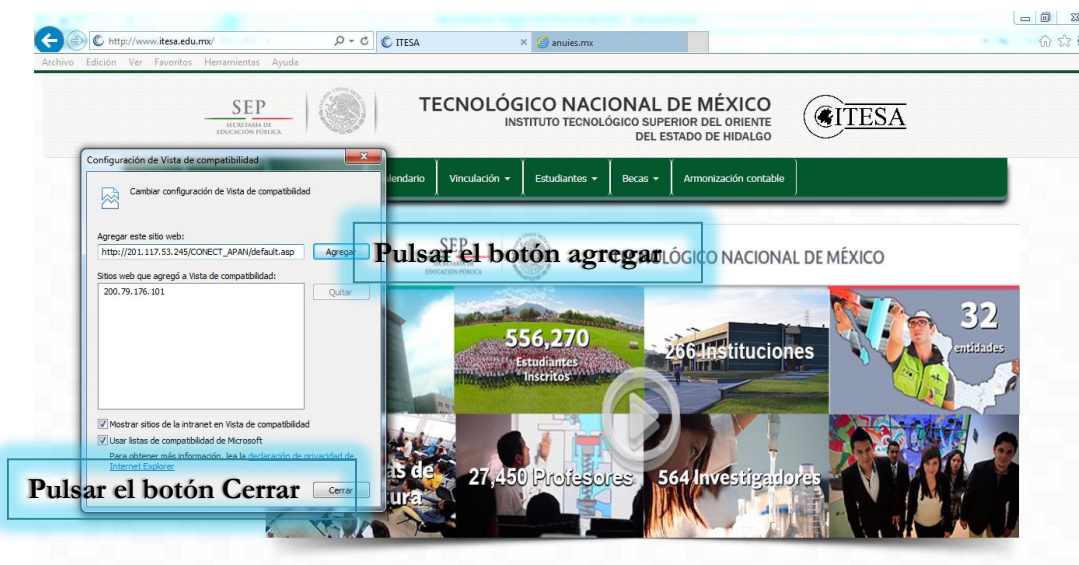 http://www.itesa.edu.mx/
ITESA
anuies.mx
Archivo Edición Ver Favoritos Herramientas Ayuda
SEP
SECRETARÍA DE
EDUCACIÓN PÚBLICA
TECNOLÓGICO NACIONAL DE MÉXICO
INSTITUTO TECNOLÓGICO SUPERIOR DEL ORIENTE
DEL ESTADO DE HIDALGO
ITESA
Vinculación
Estudiantes
Becas
Armonización contable
Configuración de Vista de compatibilidad
Cambiar configuración de Vista de compatibilidad
Agregar este sitio web:
http://201.117.53.245/CONECT_APAN/default.asp
Agregar
Sitios web que agregó a Vista de compatibilidad:
200.79.176.101
Quitar
Mostrar sitios de la intranet en Vista de compatibilidad
Usar listas de compatibilidad de Microsoft
Para obtener más información, lea la declaración de privacidad de
Internet Explorer
Cerrar
Pulsar el botón agregar
Pulsar el botón Cerrar
SEP
NACIONAL DE MÉXICO
556,270
Estudiantes
Inscritos
266 Instituciones
32
entidades
27,450 Profesores
564 Investigadores